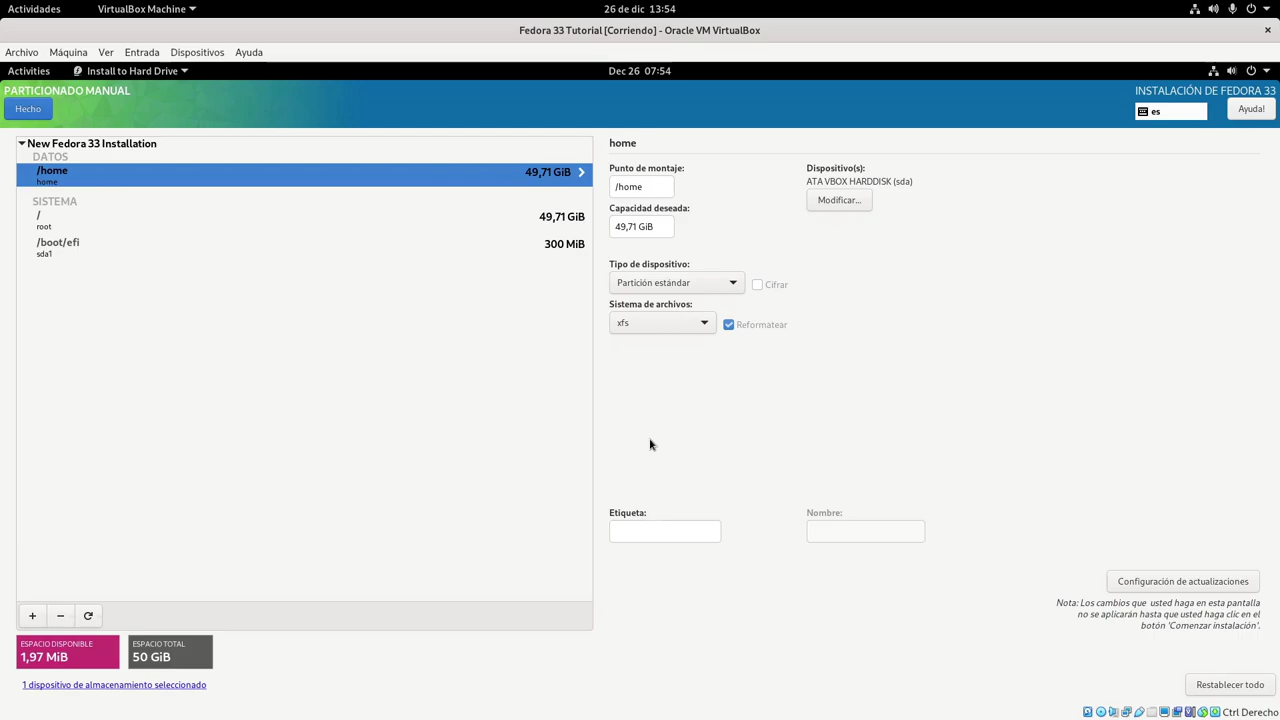 Actividades VirtualBox Machine 26 de dic 13:54
Fedora 33 Tutorial [Corriendo] - Oracle VM VirtualBox ×
Archivo Máquina Ver Entrada Dispositivos Ayuda
Activities Install to Hard Drive Dec 26 07:54
PARTICIONADO MANUAL INSTALACIÓN DE FEDORA 33
Hecho es Ayuda!
New Fedora 33 Installation
DATOS
/home 49,71 GiB
home
SISTEMA
/ 49,71 GiB
root
/boot/efi 300 MiB
sda1
home
Punto de montaje: Dispositivo(s):
/home ATA VBOX HARDDISK (sda)
Modificar...
Capacidad deseada:
49,71 GiB
Tipo de dispositivo:
Partición estándar Cifrar
Sistema de archivos:
xfs Reformatear
Etiqueta: Nombre:
Configuración de actualizaciones
Nota: Los cambios que usted haga en esta pantalla
no se aplicarán hasta que usted haga clic en el
botón 'Comenzar instalación'.
+ −
ESPACIO DISPONIBLE ESPACIO TOTAL
1,97 MiB 50 GiB
1 dispositivo de almacenamiento seleccionado Restablecer todo
Ctrl Derecho